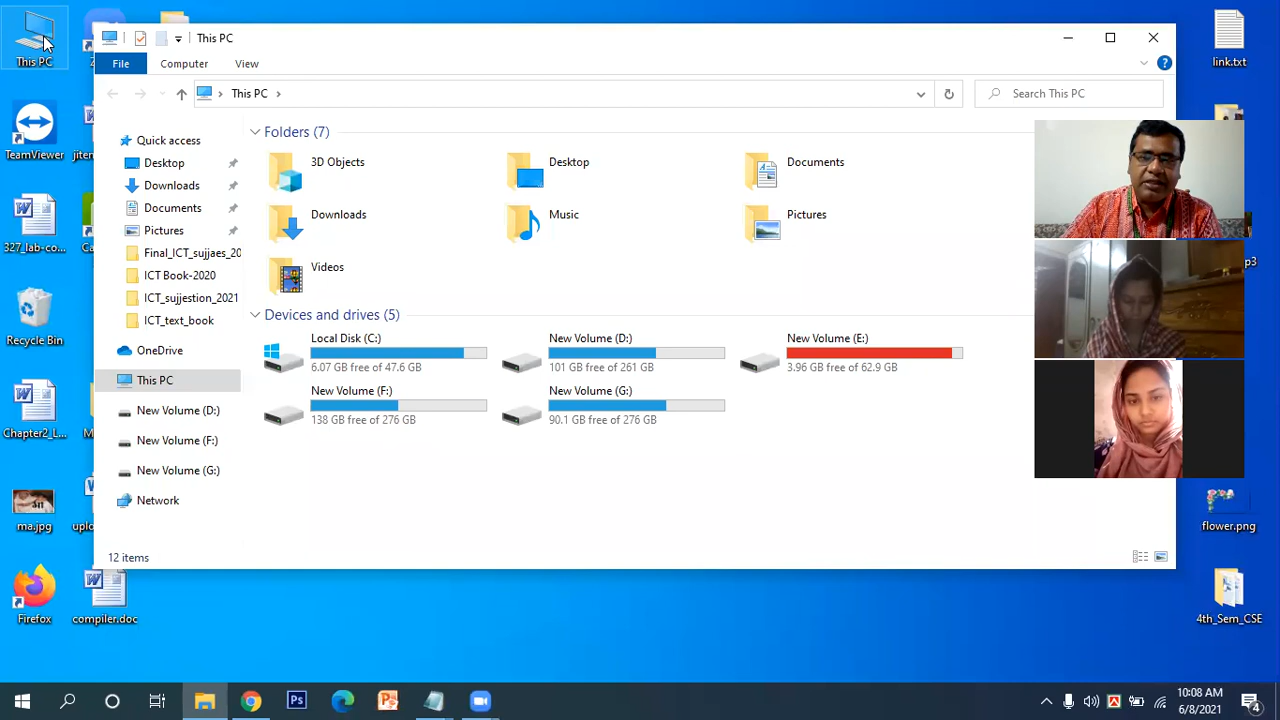 This PC
File
Computer
View
This PC
Search This PC
Quick access
Desktop
Downloads
Documents
Pictures
Final_ICT_sujjaes_20
ICT Book-2020
ICT_sujjestion_2021
ICT_text_book
OneDrive
This PC
New Volume (D:)
New Volume (F:)
New Volume (G:)
Network
Folders (7)
3D Objects
Desktop
Documents
Downloads
Music
Pictures
Videos
Devices and drives (5)
Local Disk (C:)
6.07 GB free of 47.6 GB
New Volume (D:)
101 GB free of 261 GB
New Volume (E:)
3.96 GB free of 62.9 GB
New Volume (F:)
138 GB free of 276 GB
New Volume (G:)
90.1 GB free of 276 GB
12 items
This PC
TeamViewer
327_lab-co...
Recycle Bin
Chapter2_L...
ma.jpg
Firefox
jiten
Ca
uplo
compiler.doc
link.txt
p3
flower.png
4th_Sem_CSE
Ps
10:08 AM
6/8/2021
4